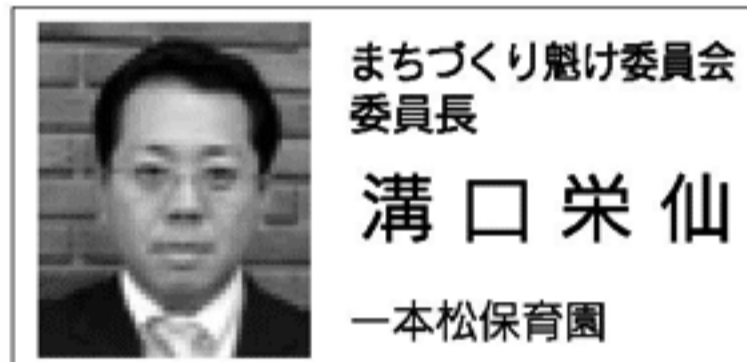 まちづくり魁け委員会
委員長
溝口栄仙
一本松保育園